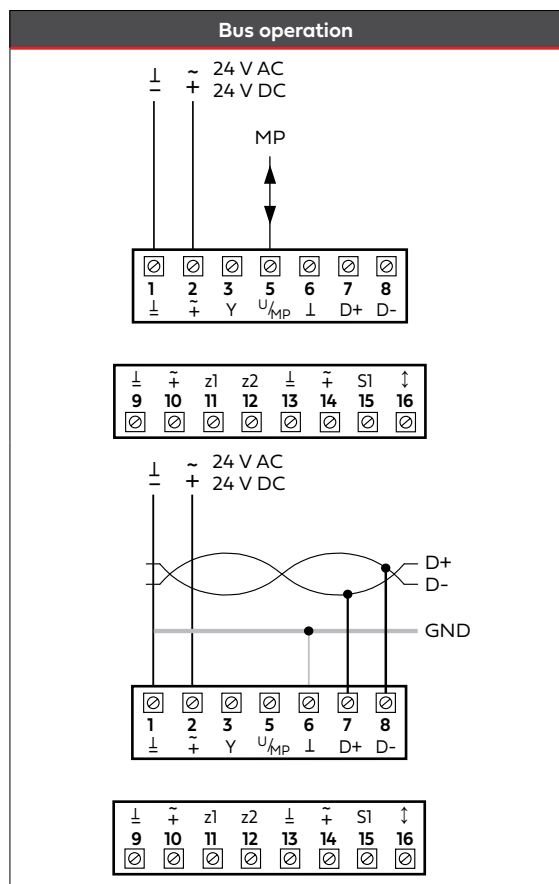 Bus operation
⊥ ~ 24 V AC
– + 24 V DC
MP
1 2 3 5 6 7 8
⊥ ~+ Y U/MP ⊥ D+ D-
⊥ ~+ z1 z2 ⊥ ~+ S1 ↕
9 10 11 12 13 14 15 16
⊥ ~ 24 V AC
– + 24 V DC
D+
D-
GND
1 2 3 5 6 7 8
⊥ ~+ Y U/MP ⊥ D+ D-
⊥ ~+ z1 z2 ⊥ ~+ S1 ↕
9 10 11 12 13 14 15 16